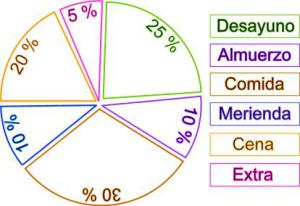 5 %
25 %
20 %
10 %
10 %
30 %
Desayuno
Almuerzo
Comida
Merienda
Cena
Extra